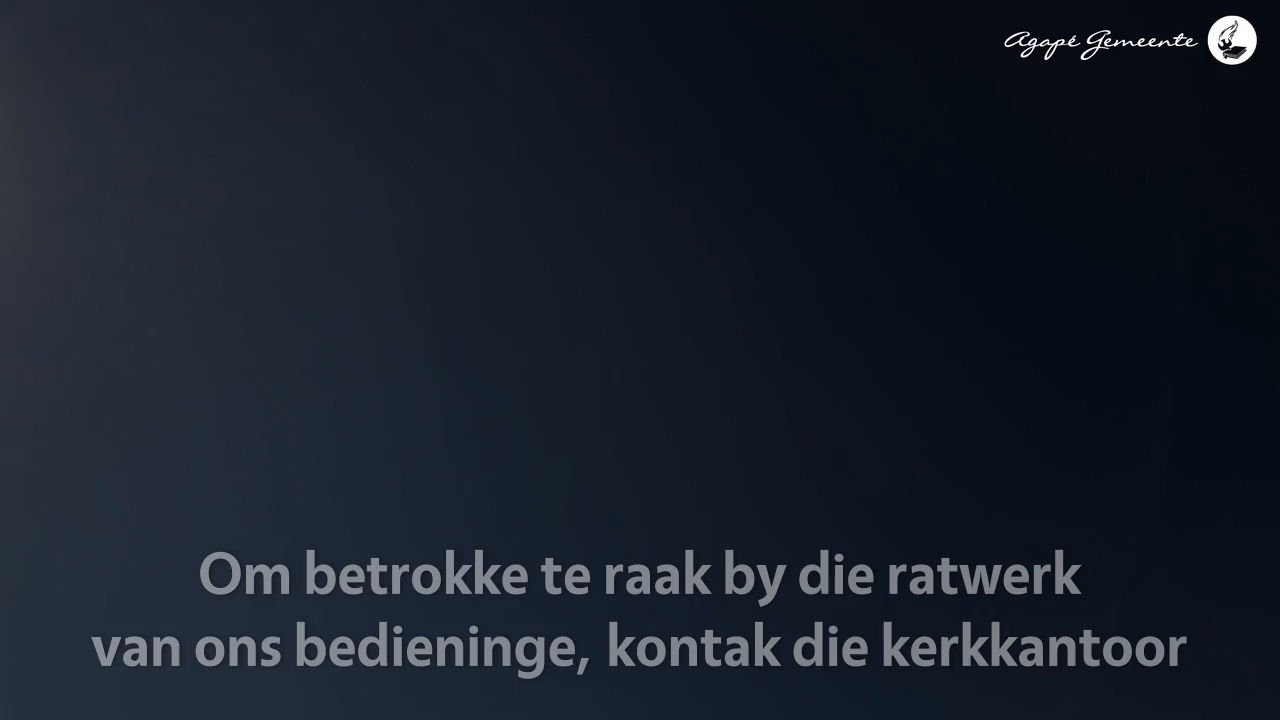 Agapé Gemeente
Om betrokke te raak by die ratwerk
van ons bedieninge, kontak die kerkkantoor